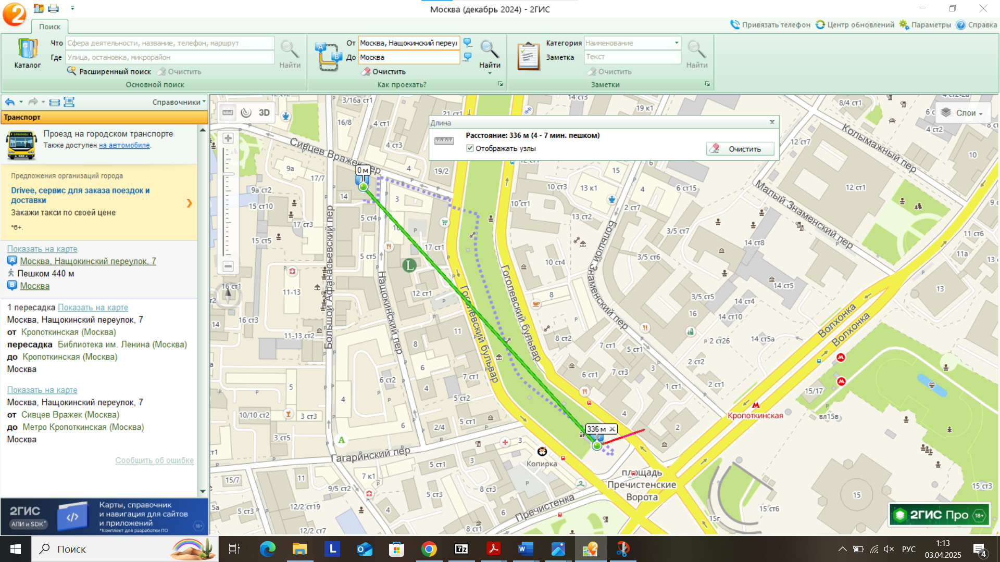 Москва (декабрь 2024) - 2ГИС
Поиск
Привязать телефон
Центр обновлений
Параметры
Справка
Каталог
Что
Сфера деятельности, название, телефон, маршрут
Где
Улица, остановка, микрорайон
Расширенный поиск
Очистить
Найти
Основной поиск
От
Москва, Нащокинский переул
До
Москва
Очистить
Найти
Как проехать?
Категория
Наименование
Заметка
Текст
Очистить
Найти
Заметки
Справочники
Транспорт
Проезд на городском транспорте
Также доступен на автомобиле.
Предложения организаций города
Drivee, сервис для заказа поездок и
доставки
Закажи такси по своей цене
*6+.
Показать на карте
A Москва, Нащокинский переулок, 7
Пешком 440 м
B Москва
1 пересадка Показать на карте
Москва, Нащокинский переулок, 7
от Кропоткинская (Москва)
пересадка Библиотека им. Ленина (Москва)
до Кропоткинская (Москва)
Москва
Показать на карте
Москва, Нащокинский переулок, 7
от Сивцев Вражек (Москва)
до Метро Кропоткинская (Москва)
Москва
Сообщить об ошибке
2ГИС
АПИ и SDK*
Карты, справочник
и навигация для сайтов
и приложений
*Комплект для разработки ПО
18+
3D
Слои
Длина
Расстояние: 336 м (4 - 7 мин. пешком)
Отображать узлы
Очистить
0 м
336 м
3/16а ст1
14 ст3
19 к1
8/4 ст1
4 ст2
16/8
4 ст1
4 ст3
Сивцев Вражек пер
9а
17/7
4
19/2
9а ст2
14
3
15 ст10
17 ст3
5 ст4
15 ст5
5 ст5
17 ст1
16 ст1
11-13
12 ст1
16 ст3
14
11-13 ст2
11
8
6
7 ст1
6 ст2
4
5
5 ст2
4
10/10 ст2
3 ст3
5 ст1
6
2/4
3 ст5
3
Большой Афанасьевский пер
Нащокинский пер
Гоголевский бульвар
Гоголевский бульвар
Гагаринский пер
Копирка
5 ст1
3
15/7
11
7 к1
9/5 ст2
8 ст3
12/2 ст19
4
6
5а
12/2 ст7
8 ст1
Пречистенка
площадь
Пречистенские
Ворота
15
6
10 ст3
13 к1
4
6 ст15
10 ст1
13 ст2
2 ст7
3/5 ст7
10 ст4
3/5 ст6
8
3/5 ст5
8 ст2
7 ст1
5 ст1
16
14 ст4
14 ст10
2 ст26
14 ст5а
14 ст5
14 ст8
2 ст2
3
7 ст3
6 ст1
1 ст1
2 ст1
4
2
Большой Знаменский пер
Малый Знаменский пер
Колымажный пер
12 ст7
12 ст1
10
11 ст6
11а
13
Волхонка
Волхонка
Кропоткинская
15/17
вл15в
15
15 ст3
15 ст6
15г
2ГИС Про
18+
Поиск
РУС
1:13
03.04.2025
4